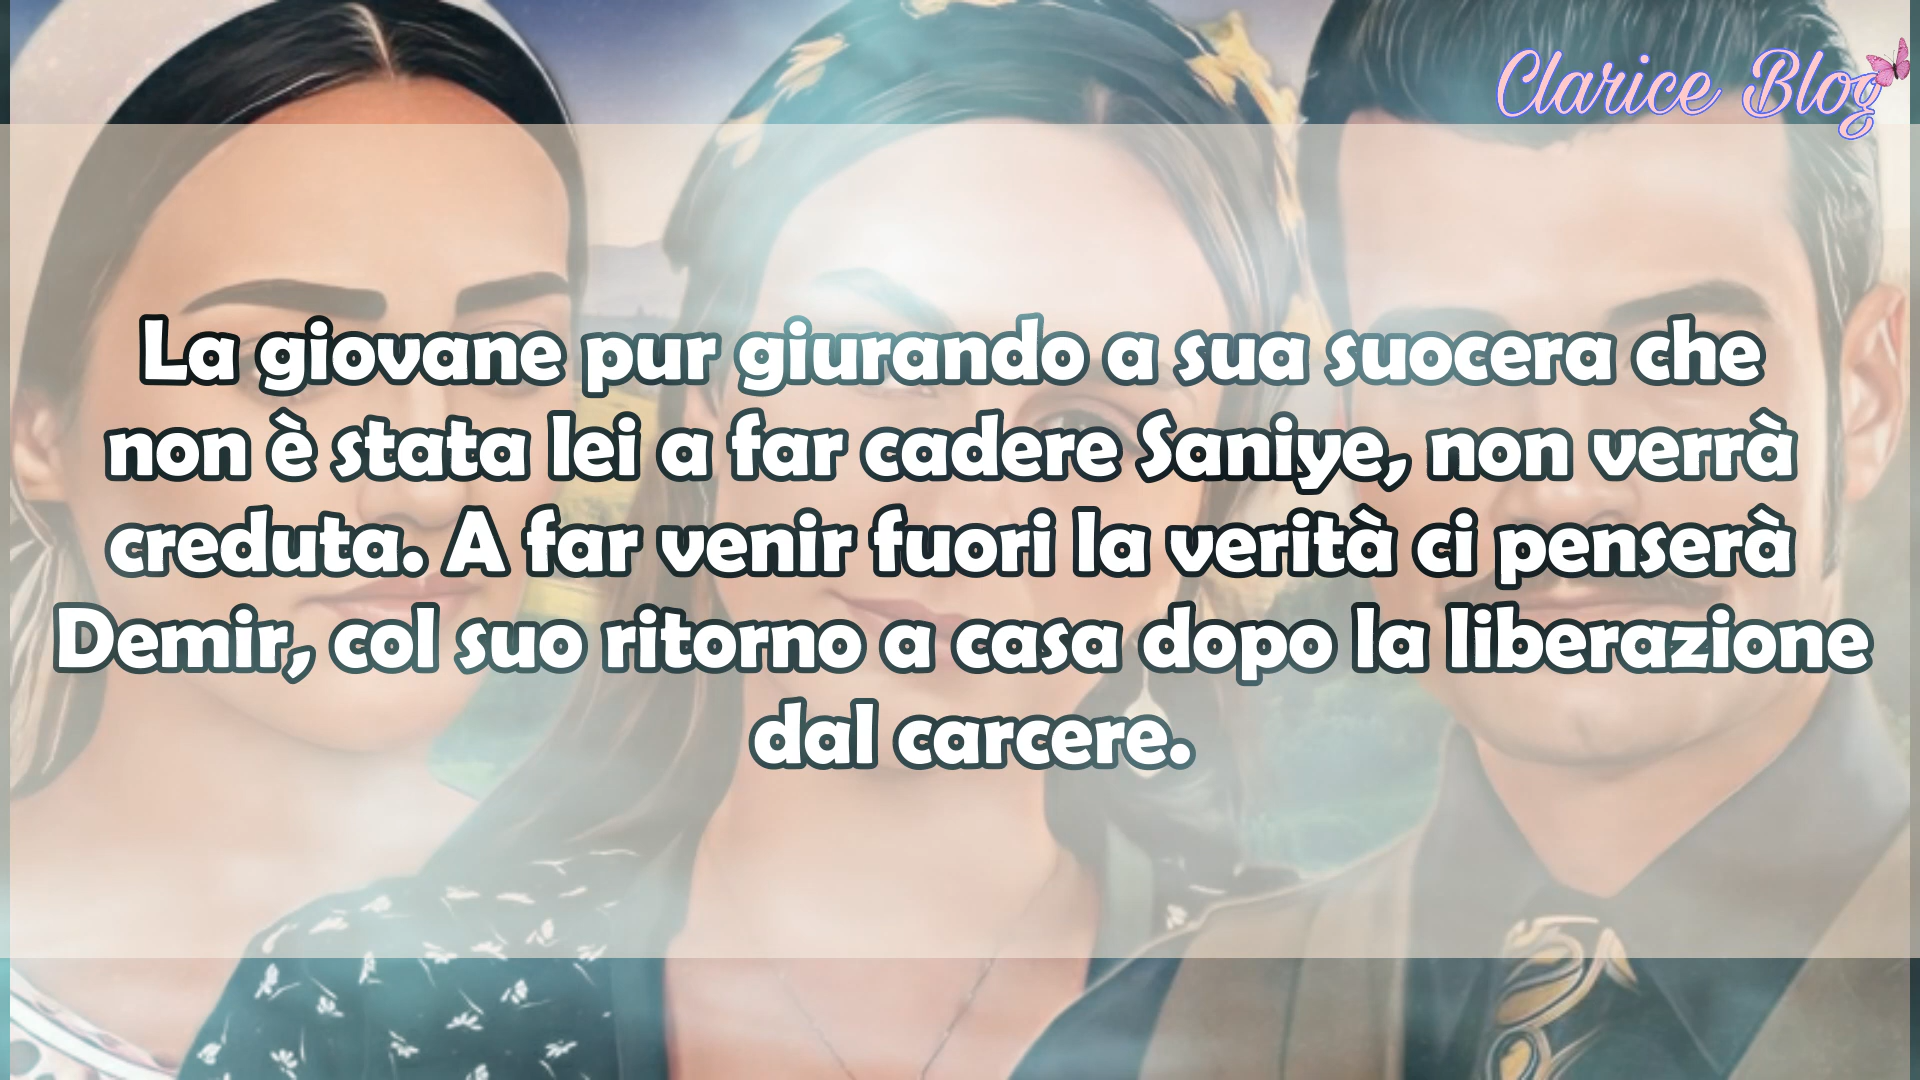 Clarice Blog
La giovane pur giurando a sua suocera che
non è stata lei a far cadere Saniye, non verrà
creduta. A far venir fuori la verità ci penserà
Demir, col suo ritorno a casa dopo la liberazione
dal carcere.